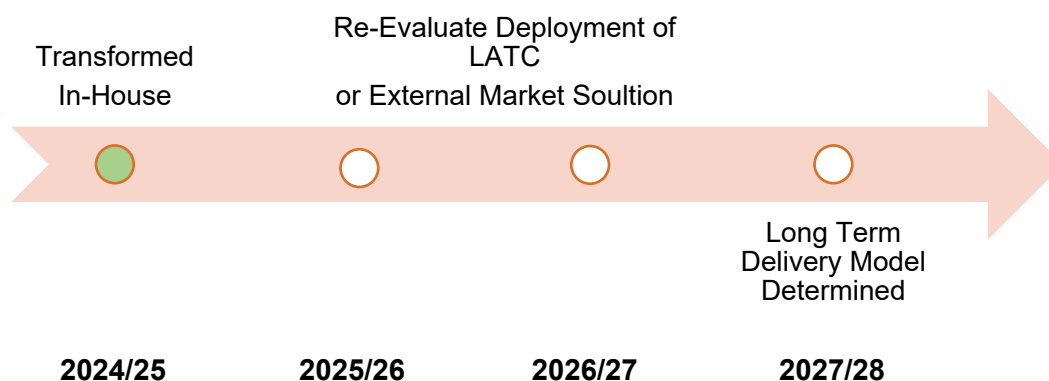 Transformed
In-House
Re-Evaluate Deployment of
LATC
or External Market Soultion
Long Term
Delivery Model
Determined
2024/25
2025/26
2026/27
2027/28